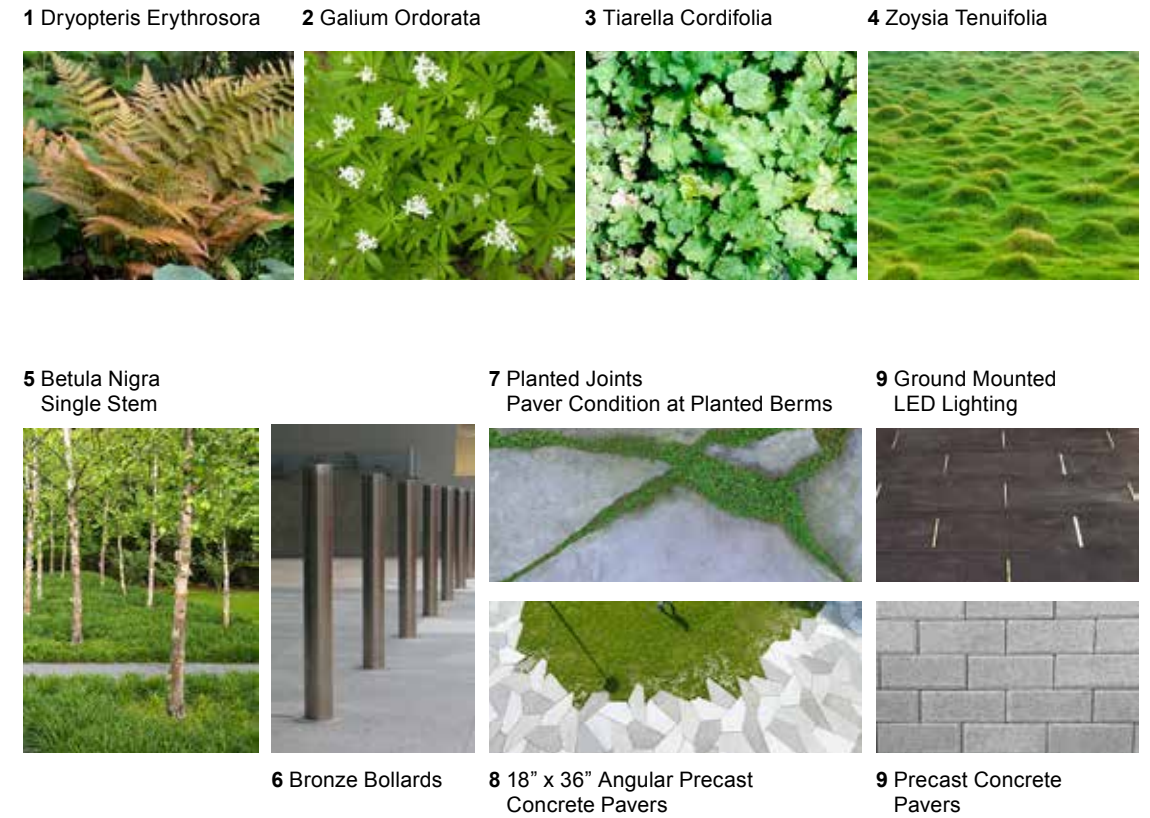 1 Dryopteris Erythrosora
2 Galium Ordorata
3 Tiarella Cordifolia
4 Zoysia Tenuifolia
5 Betula Nigra
Single Stem
7 Planted Joints
Paver Condition at Planted Berms
9 Ground Mounted
LED Lighting
6 Bronze Bollards
8 18” x 36” Angular Precast
Concrete Pavers
9 Precast Concrete
Pavers